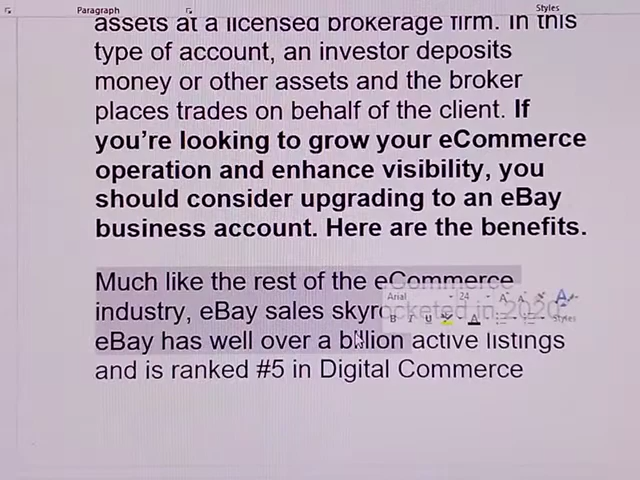 Paragraph
Styles
assets at a licensed brokerage firm. In this
type of account, an investor deposits
money or other assets and the broker
places trades on behalf of the client. If
you’re looking to grow your eCommerce
operation and enhance visibility, you
should consider upgrading to an eBay
business account. Here are the benefits.
Much like the rest of the eCommerce
industry, eBay sales skyrocketed in 2020.
Arial
24
B I U
Styles
eBay has well over a billion active listings
and is ranked #5 in Digital Commerce